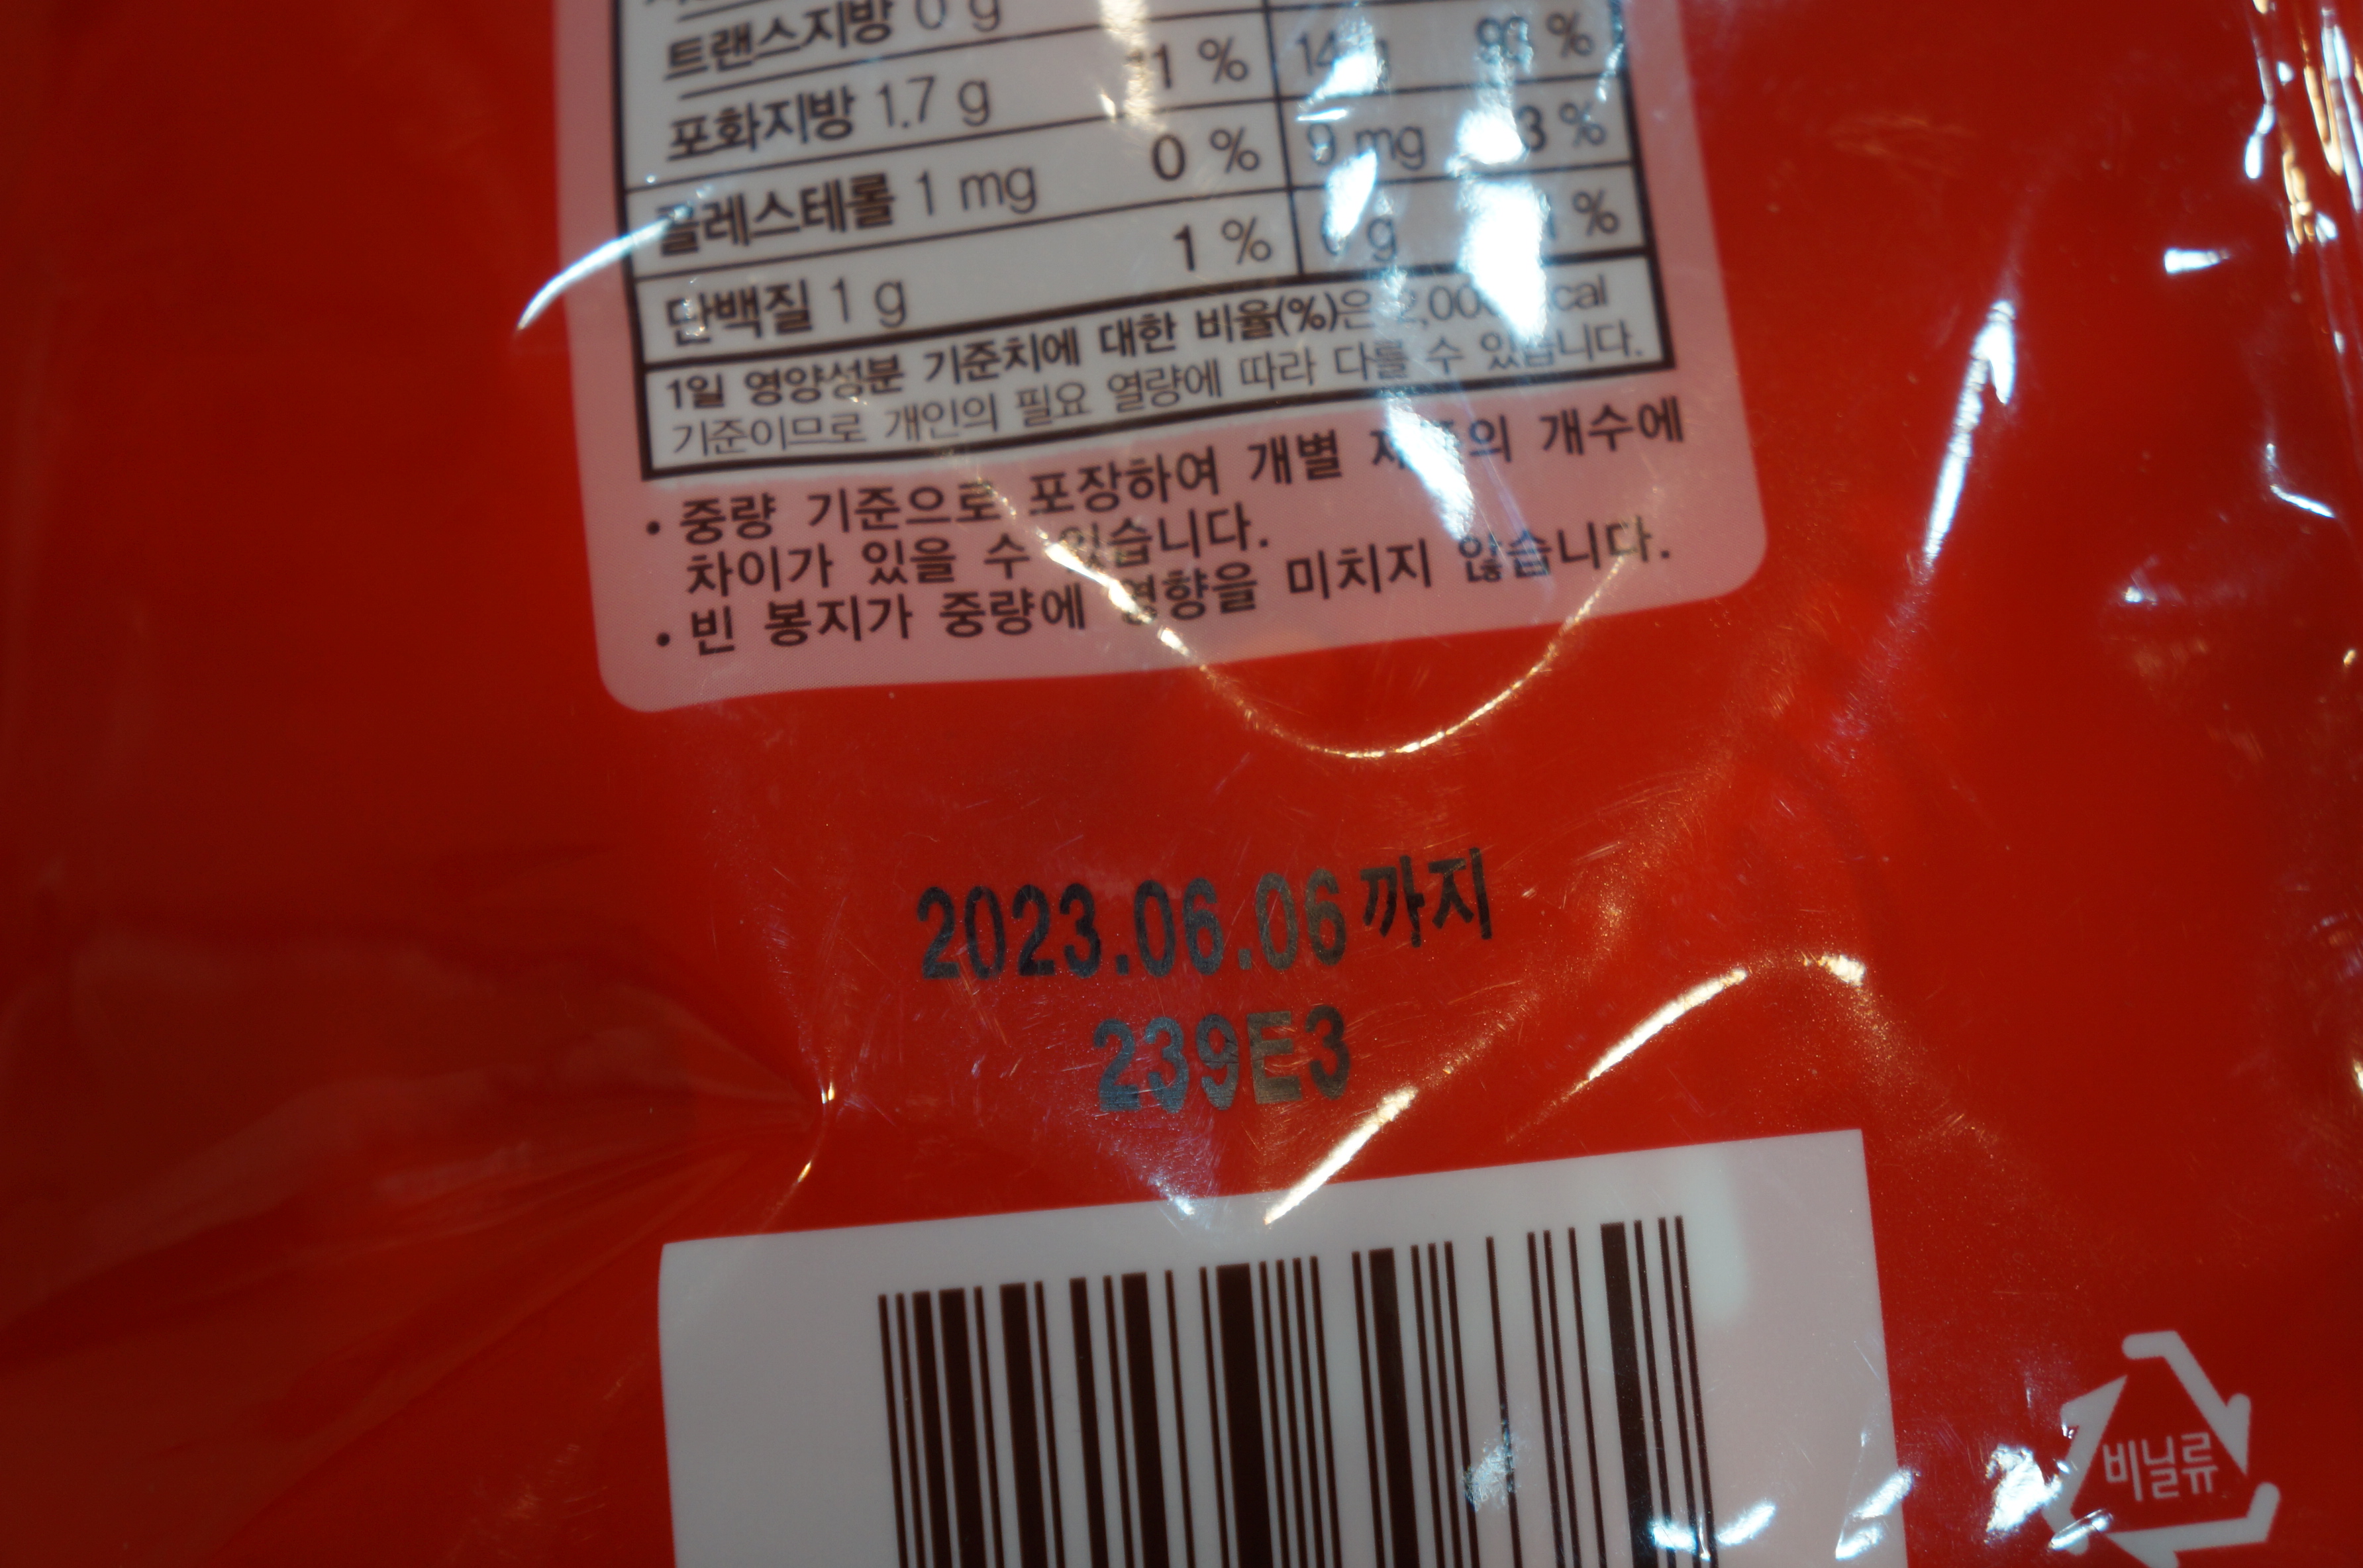 트랜스지방 0 g
포화지방 1.7 g 11 % 14 g 93 %
콜레스테롤 1 mg 0 % 9 mg 3 %
단백질 1 g 1 % g 1 %
1일 영양성분 기준치에 대한 비율(%)은 2,000 kcal
기준이므로 개인의 필요 열량에 따라 다를 수 있습니다.
• 중량 기준으로 포장하여 개별 제품의 개수에
차이가 있을 수 있습니다.
• 빈 봉지가 중량에 영향을 미치지 않습니다.
2023.06.06 까지
239E3
비닐류